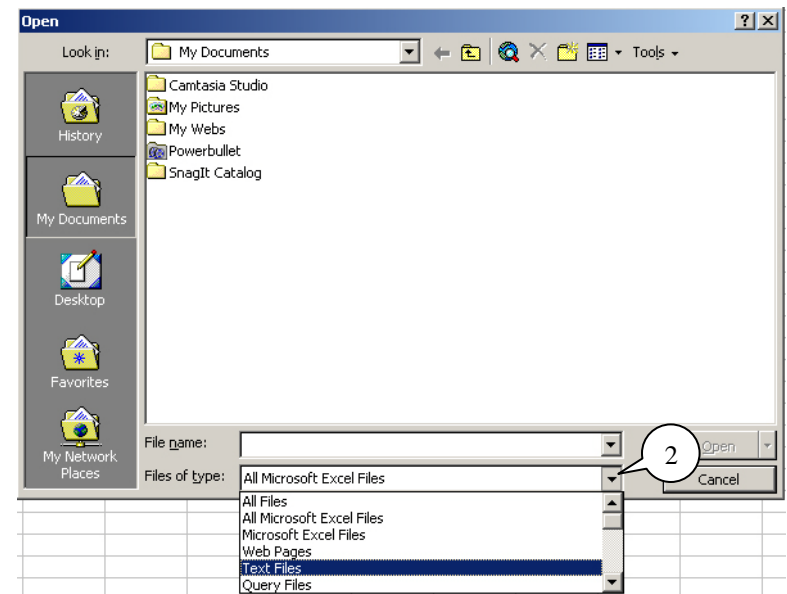 Open
Look in: My Documents Tools
History
My Documents
Desktop
Favorites
My Network
Places
Camtasia Studio
My Pictures
My Webs
Powerbullet
SnagIt Catalog
File name: Open
2
Files of type: All Microsoft Excel Files Cancel
All Files
All Microsoft Excel Files
Microsoft Excel Files
Web Pages
Text Files
Query Files